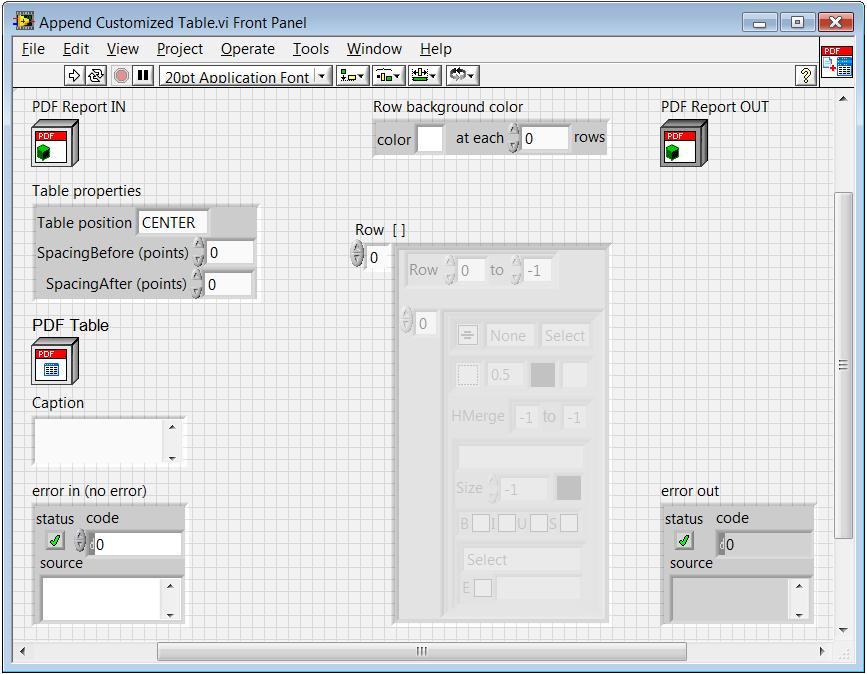 Append Customized Table.vi Front Panel
File Edit View Project Operate Tools Window Help
20pt Application Font
?
PDF
PDF Report IN
PDF
Row background color
color at each 0 rows
PDF Report OUT
PDF
Table properties
Table position CENTER
SpacingBefore (points) 0
SpacingAfter (points) 0
PDF Table
PDF
Caption
Row [ ]
0
Row 0 to -1
0
None Select
0.5
HMerge -1 to -1
Size -1
B I U S
Select
E
error in (no error)
status code
d0
source
error out
status code
d0
source